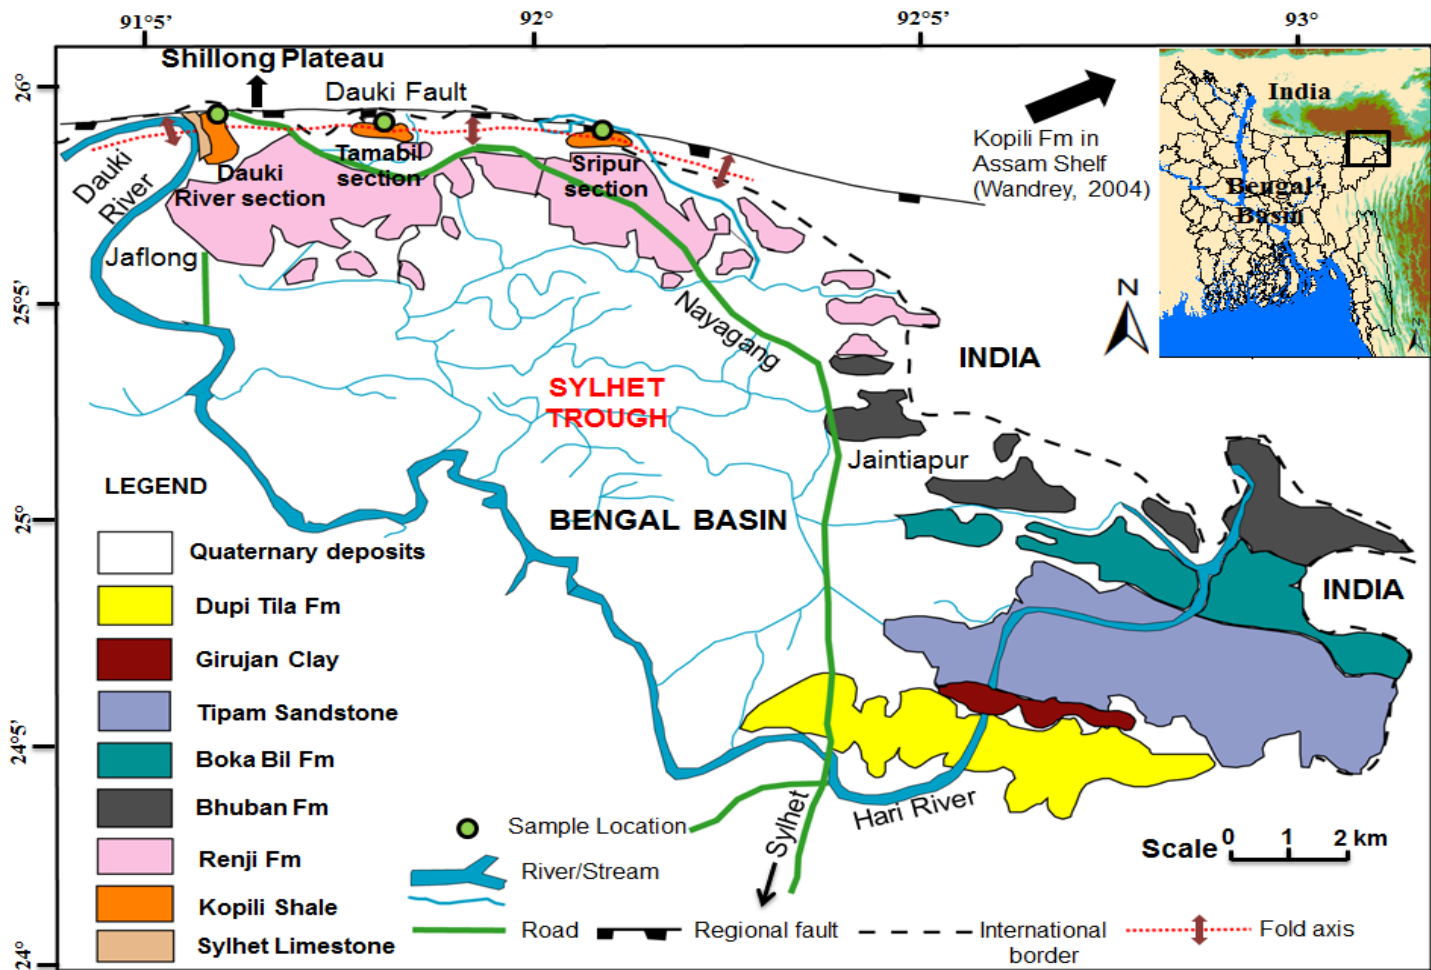 91°5'
92°
92°5'
93°
26°
25°5'
25°
24°5'
24°
Shillong Plateau
Dauki Fault
Kopili Fm in
Assam Shelf
(Wandrey, 2004)
India
Bengal
Basin
N
Dauki
River
Dauki
River section
Tamabil
section
Sripur
section
Jaflong
Nayagang
N
INDIA
SYLHET
TROUGH
Jaintiapur
BENGAL BASIN
INDIA
LEGEND
Quaternary deposits
Dupi Tila Fm
Girujan Clay
Tipam Sandstone
Boka Bil Fm
Bhuban Fm
Renji Fm
Kopili Shale
Sylhet Limestone
Hari River
Sylhet
Scale 0 1 2 km
Sample Location
River/Stream
Road
Regional fault
International
border
Fold axis